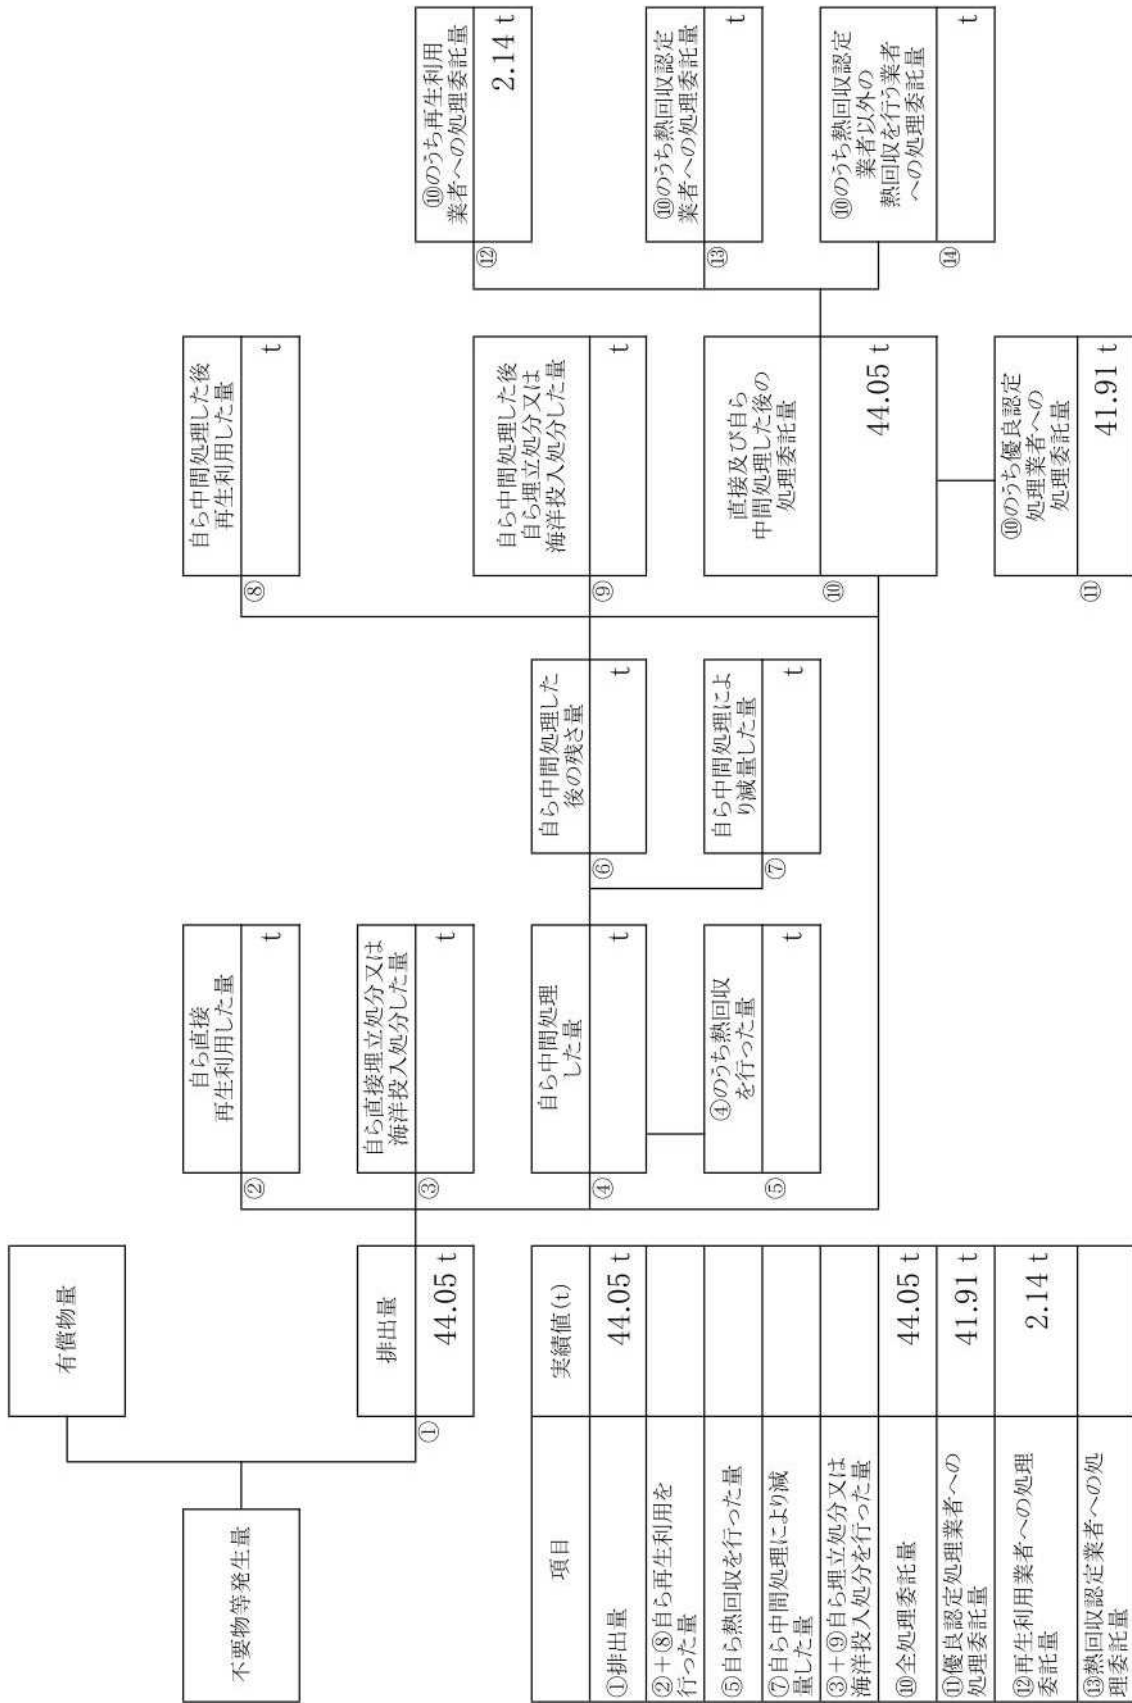 不要物等発生量
有償物量
①
排出量
44.05 t
②
自ら直接
再生利用した量
t
③
自ら直接埋立処分又は
海洋投入処分した量
t
④
自ら中間処理
した量
t
⑤
④のうち熱回収
を行った量
t
⑥
自ら中間処理した
後の残さ量
t
⑦
自ら中間処理によ
り減量した量
t
⑧
自ら中間処理した後
再生利用した量
t
⑨
自ら中間処理した後
自ら埋立処分又は
海洋投入処分した量
t
⑩
直接及び自ら
中間処理した後の
処理委託量
44.05 t
⑪
⑩のうち優良認定
処理業者への
処理委託量
41.91 t
⑫
⑩のうち再生利用
業者への処理委託量
2.14 t
⑬
⑩のうち熱回収認定
業者への処理委託量
t
⑭
⑩のうち熱回収認定
業者以外の
熱回収を行う業者
への処理委託量
t
項目 実績値(t)
①排出量 44.05 t
②+⑧自ら再生利用を
行った量
⑤自ら熱回収を行った量
⑦自ら中間処理により減
量した量
③+⑨自ら埋立処分又は
海洋投入処分を行った量
⑩全処理委託量 44.05 t
⑪優良認定処理業者への
処理委託量 41.91 t
⑫再生利用業者への処理
委託量 2.14 t
⑬熱回収認定業者への処
理委託量